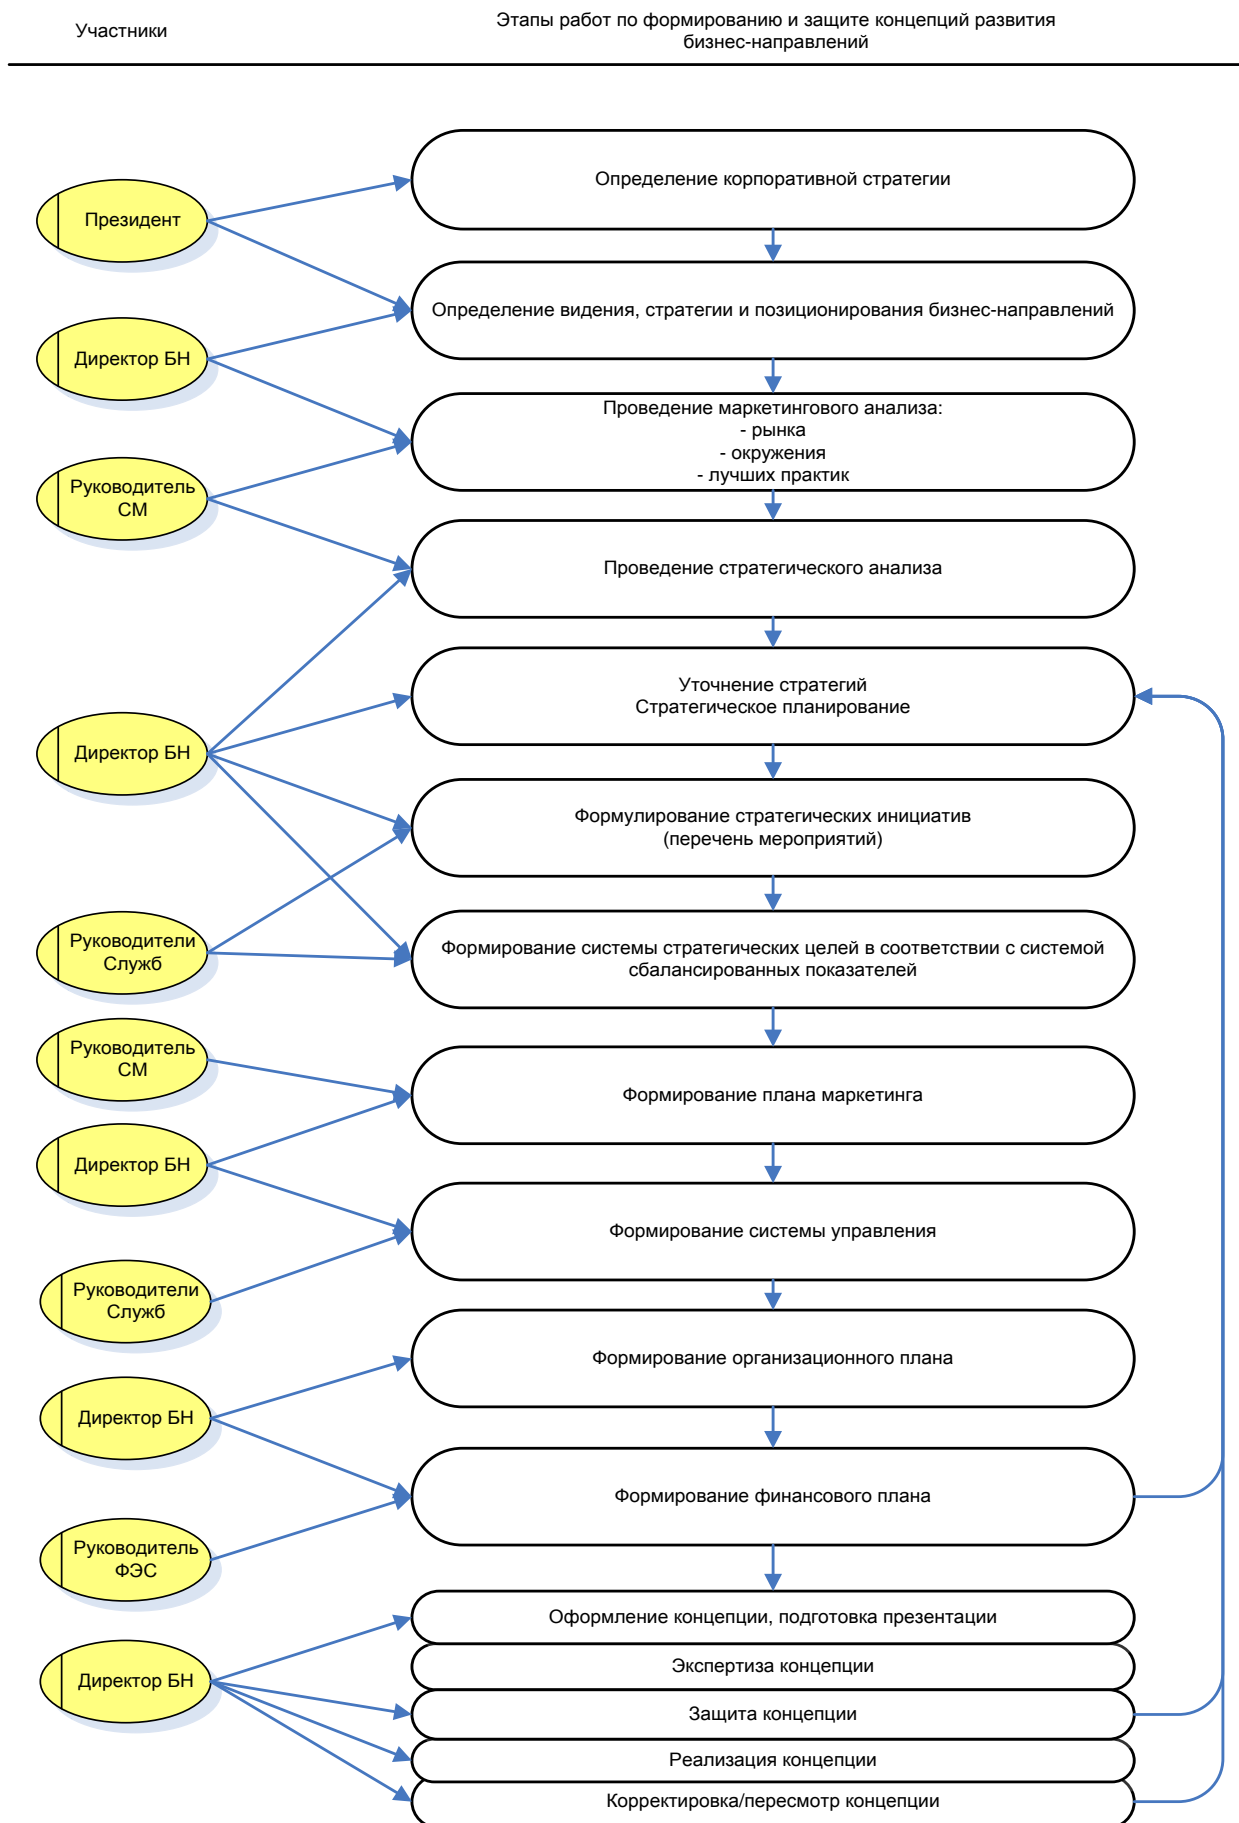 Участники
Этапы работ по формированию и защите концепций развития
бизнес-направлений
Определение корпоративной стратегии
Президент
Определение видения, стратегии и позиционирования бизнес-направлений
Директор БН
Проведение маркетингового анализа:
- рынка
- окружения
- лучших практик
Руководитель
СМ
Проведение стратегического анализа
Уточнение стратегий
Стратегическое планирование
Директор БН
Формулирование стратегических инициатив
(перечень мероприятий)
Руководители
Служб
Формирование системы стратегических целей в соответствии с системой
сбалансированных показателей
Руководитель
СМ
Формирование плана маркетинга
Директор БН
Формирование системы управления
Руководители
Служб
Формирование организационного плана
Директор БН
Формирование финансового плана
Руководитель
ФЭС
Оформление концепции, подготовка презентации
Экспертиза концепции
Директор БН
Защита концепции
Реализация концепции
Корректировка/пересмотр концепции